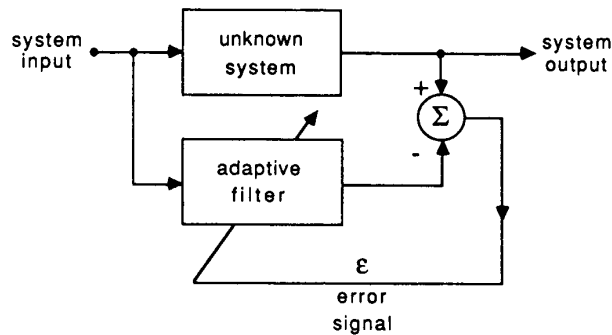 system
input
unknown
system
system
output
+
Σ
-
adaptive
filter
ε
error
signal